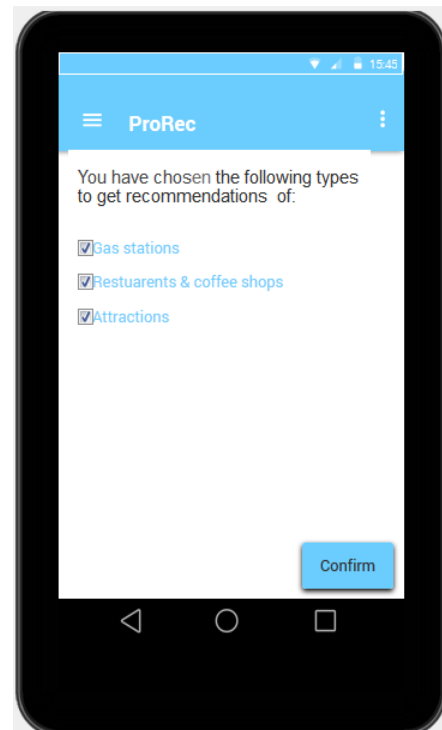 15:45
ProRec
You have chosen the following types
to get recommendations of:
Gas stations
Restuarents & coffee shops
Attractions
Confirm